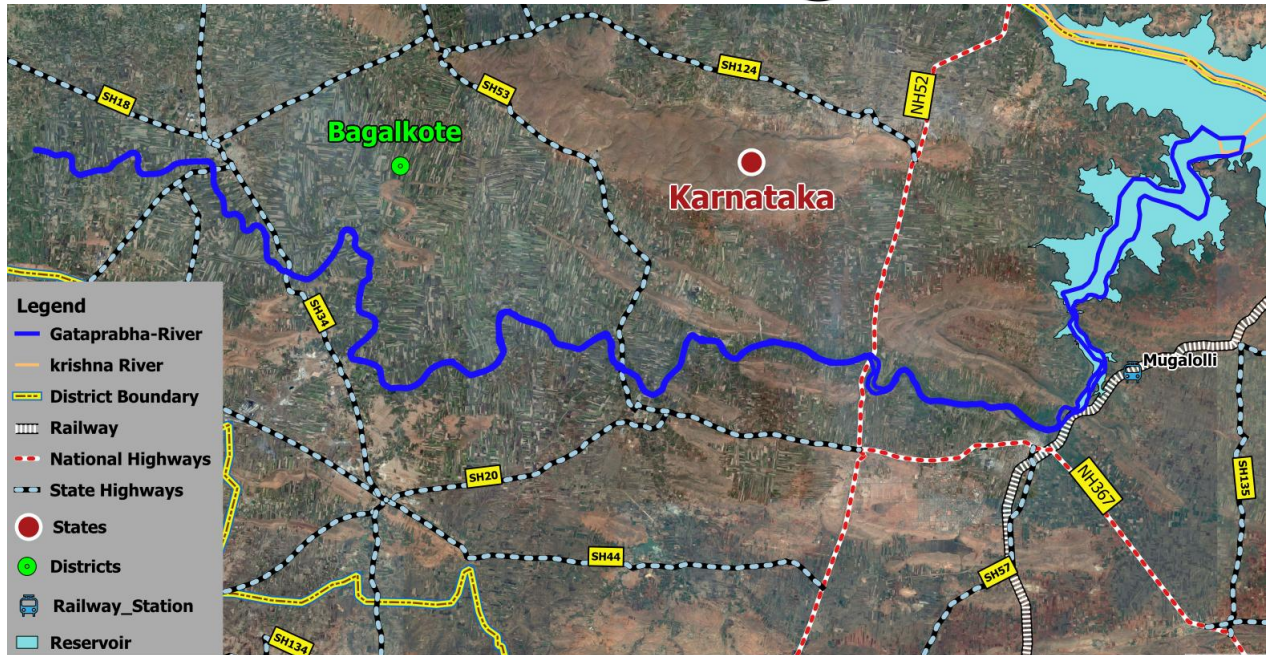 SH18
SH53
SH124
NH52
Bagalkote
Karnataka
SH34
Mugalolli
SH20
NH367
SH135
SH44
SH57
SH134
Legend
Gataprabha-River
krishna River
District Boundary
Railway
National Highways
State Highways
States
Districts
Railway_Station
Reservoir